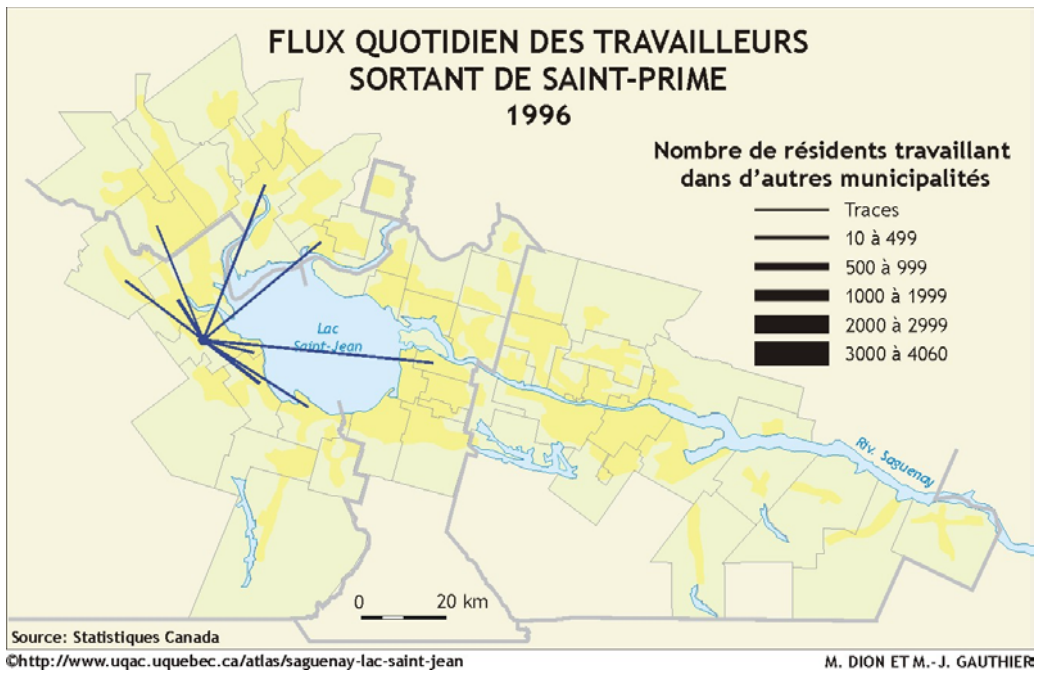 FLUX QUOTIDIEN DES TRAVAILLEURS
SORTANT DE SAINT-PRIME
1996
Nombre de résidents travaillant
dans d'autres municipalités
Traces
10 à 499
500 à 999
1000 à 1999
2000 à 2999
3000 à 4060
Lac
Saint-Jean
Riv. Saguenay
0 20 km
Source: Statistiques Canada
©http://www.uqac.uquebec.ca/atlas/saguenay-lac-saint-jean
M. DION ET M.-J. GAUTHIER